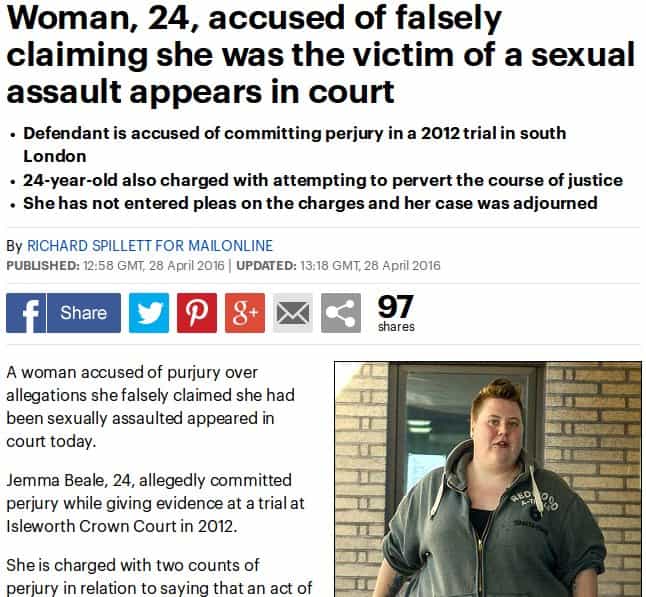 Woman, 24, accused of falsely
claiming she was the victim of a sexual
assault appears in court
• Defendant is accused of committing perjury in a 2012 trial in south
London
• 24-year-old also charged with attempting to pervert the course of justice
• She has not entered pleas on the charges and her case was adjourned
By RICHARD SPILLETT FOR MAILONLINE
PUBLISHED: 12:58 GMT, 28 April 2016 | UPDATED: 13:18 GMT, 28 April 2016
f Share
g+
97
shares
A woman accused of purjury over
allegations she falsely claimed she had
been sexually assaulted appeared in
court today.
Jemma Beale, 24, allegedly committed
perjury while giving evidence at a trial at
Isleworth Crown Court in 2012.
She is charged with two counts of
perjury in relation to saying that an act of